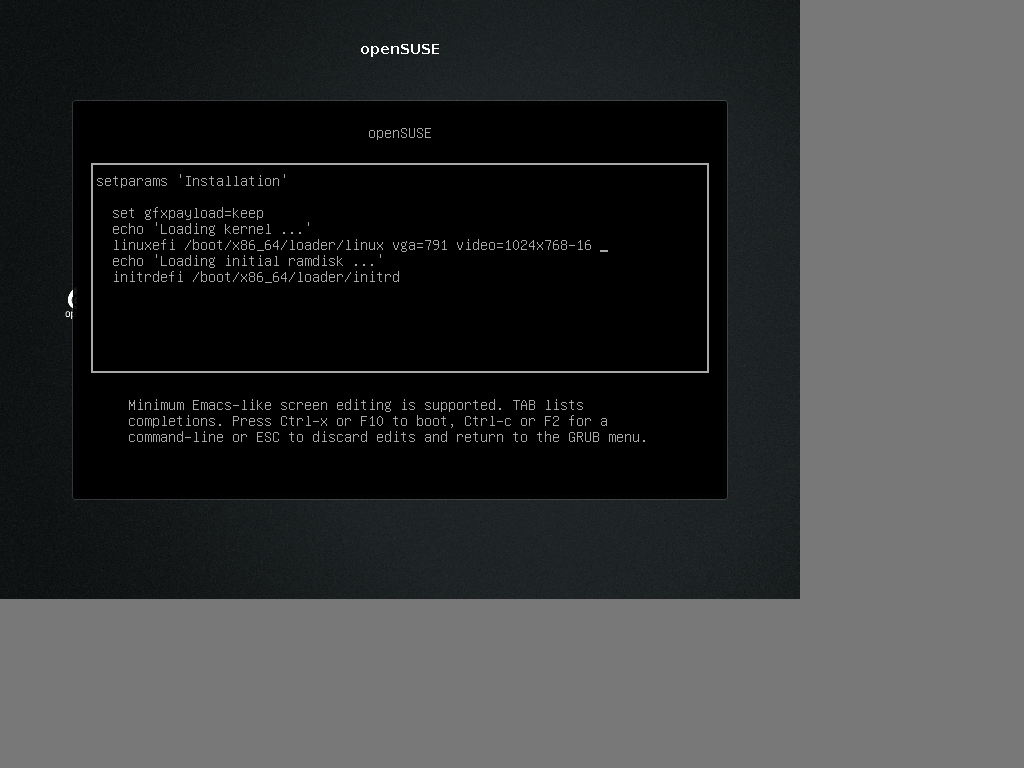 openSUSE
openSUSE
setparams 'Installation'
set gfxpayload=keep
echo 'Loading kernel ...'
linuxefi /boot/x86_64/loader/linux vga=791 video=1024x768-16 _
echo 'Loading initial ramdisk ...'
initrdefi /boot/x86_64/loader/initrd
op
Minimum Emacs-like screen editing is supported. TAB lists
completions. Press Ctrl-x or F10 to boot, Ctrl-c or F2 for a
command-line or ESC to discard edits and return to the GRUB menu.